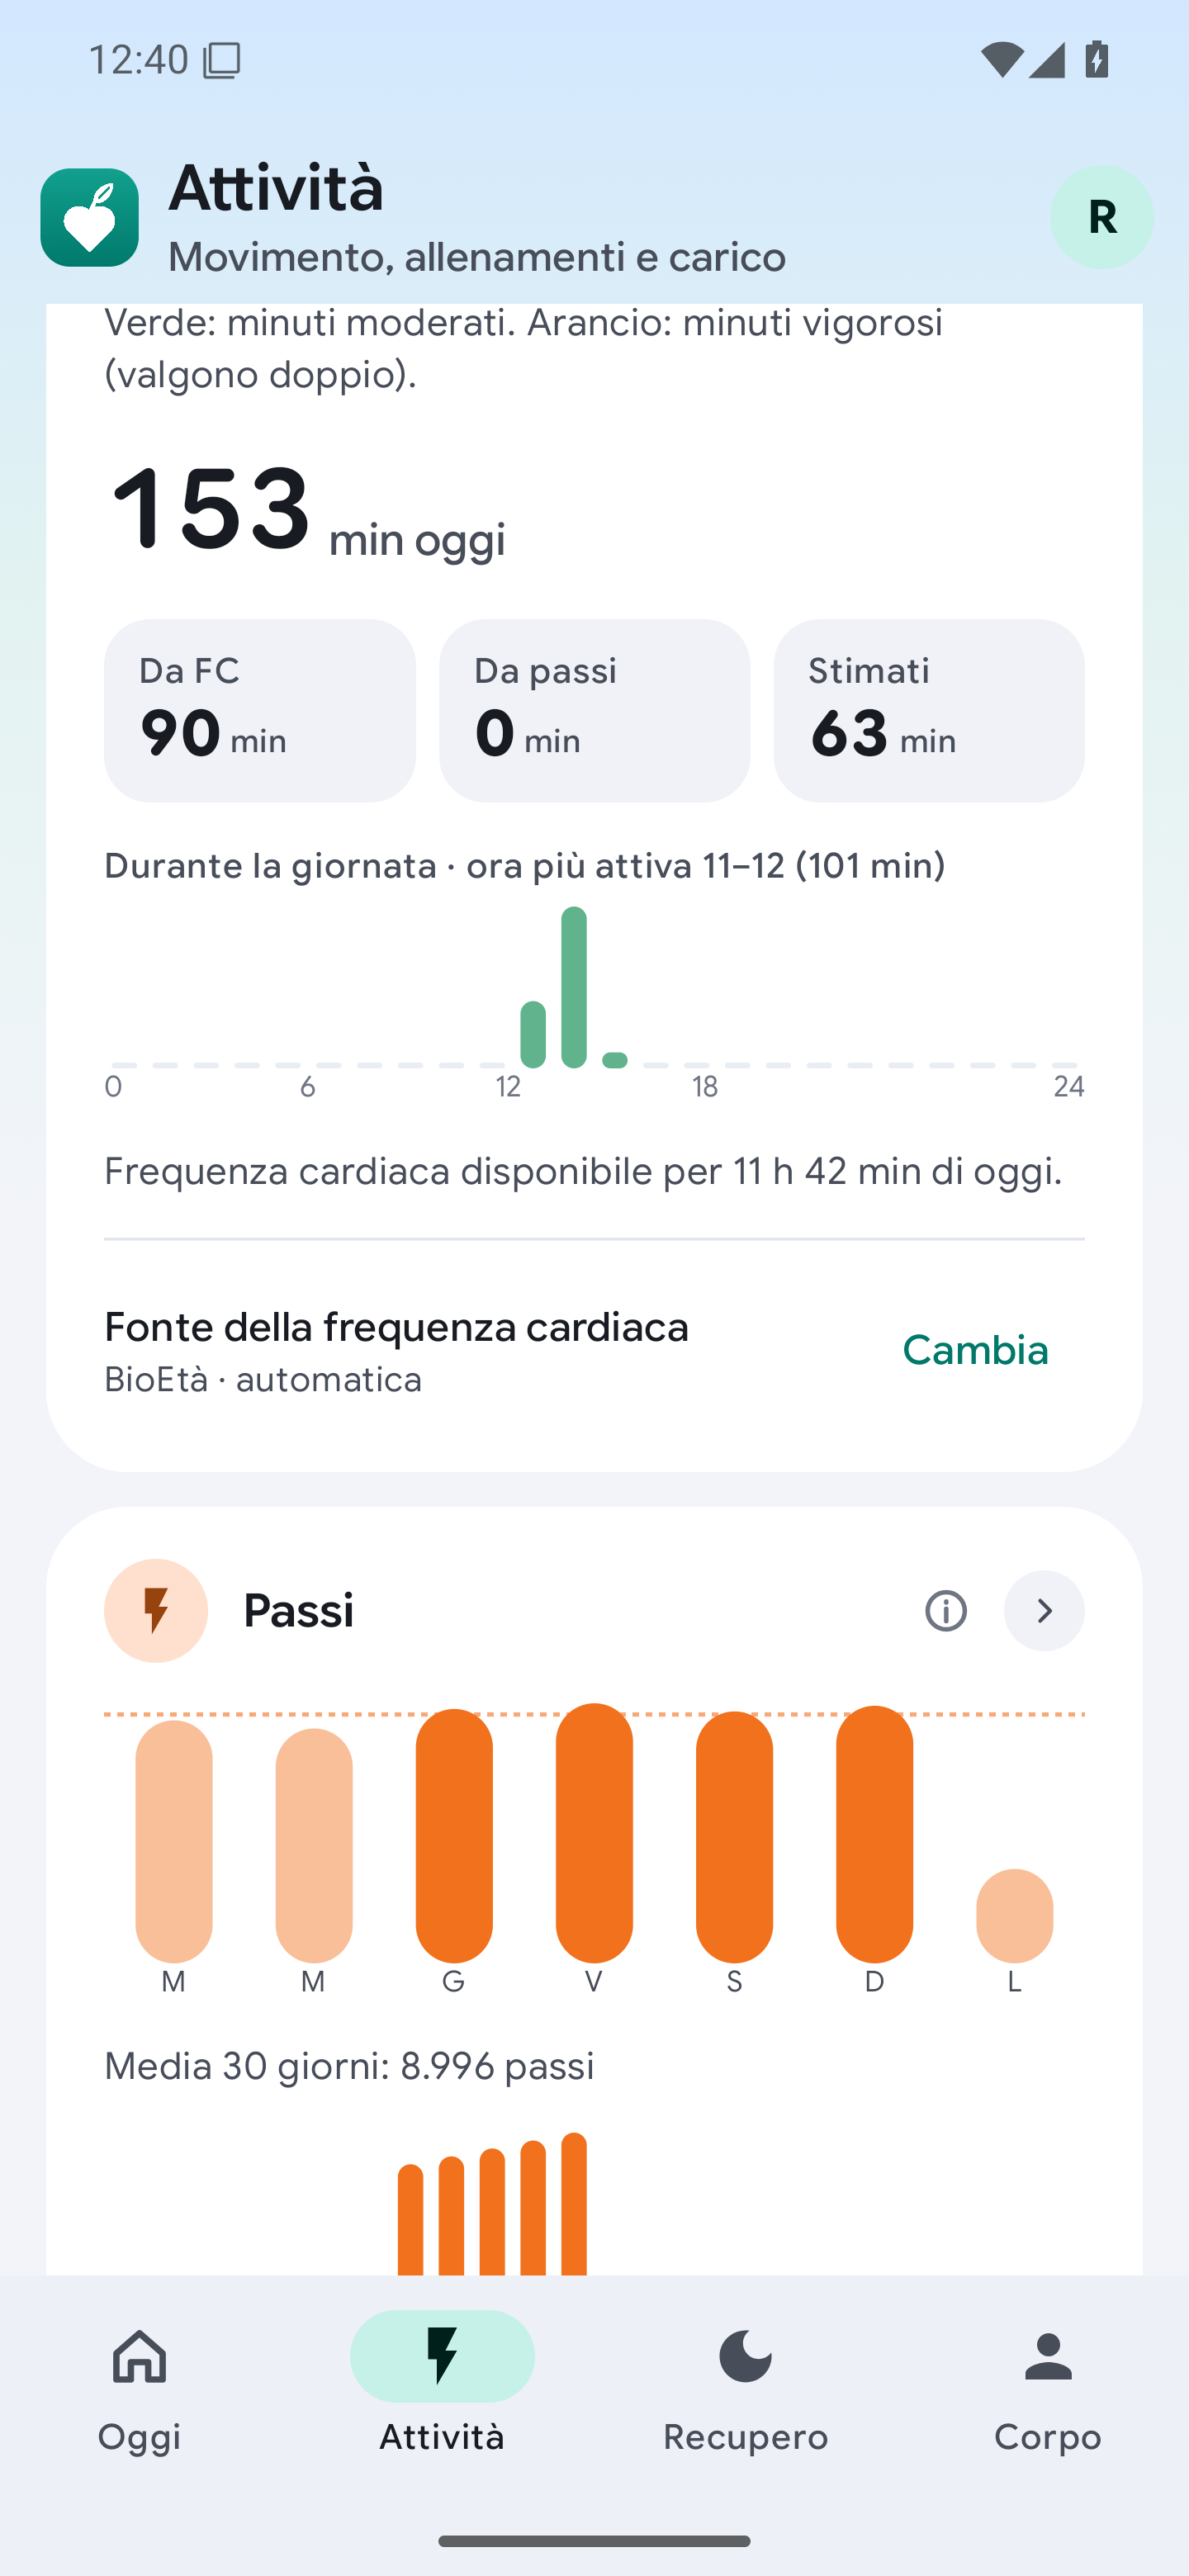 12:40
Attività
Movimento, allenamenti e carico
R
Verde: minuti moderati. Arancio: minuti vigorosi
(valgono doppio).
153 min oggi
Da FC
90 min
Da passi
0 min
Stimati
63 min
Durante la giornata · ora più attiva 11–12 (101 min)
0 6 12 18 24
Frequenza cardiaca disponibile per 11 h 42 min di oggi.
Fonte della frequenza cardiaca
BioEtà · automatica
Cambia
Passi
M M G V S D L
Media 30 giorni: 8.996 passi
Oggi
Attività
Recupero
Corpo